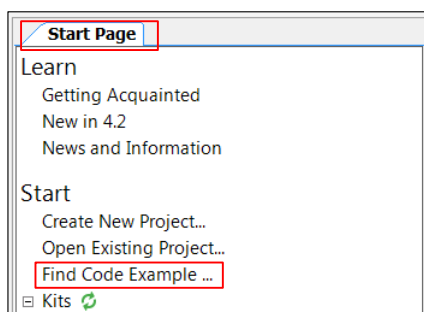 Start Page
Learn
Getting Acquainted
New in 4.2
News and Information
Start
Create New Project...
Open Existing Project...
Find Code Example ...
Kits